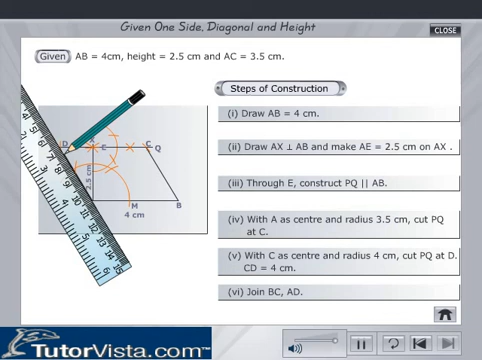 Given One Side, Diagonal and Height
CLOSE
Given AB = 4cm, height = 2.5 cm and AC = 3.5 cm.
Steps of Construction
(i) Draw AB = 4 cm.
(ii) Draw AX ⊥ AB and make AE = 2.5 cm on AX .
(iii) Through E, construct PQ || AB.
(iv) With A as centre and radius 3.5 cm, cut PQ
at C.
(v) With C as centre and radius 4 cm, cut PQ at D.
CD = 4 cm.
(vi) Join BC, AD.
D E C Q
2.5 cm
M B
4 cm
TutorVista.com™